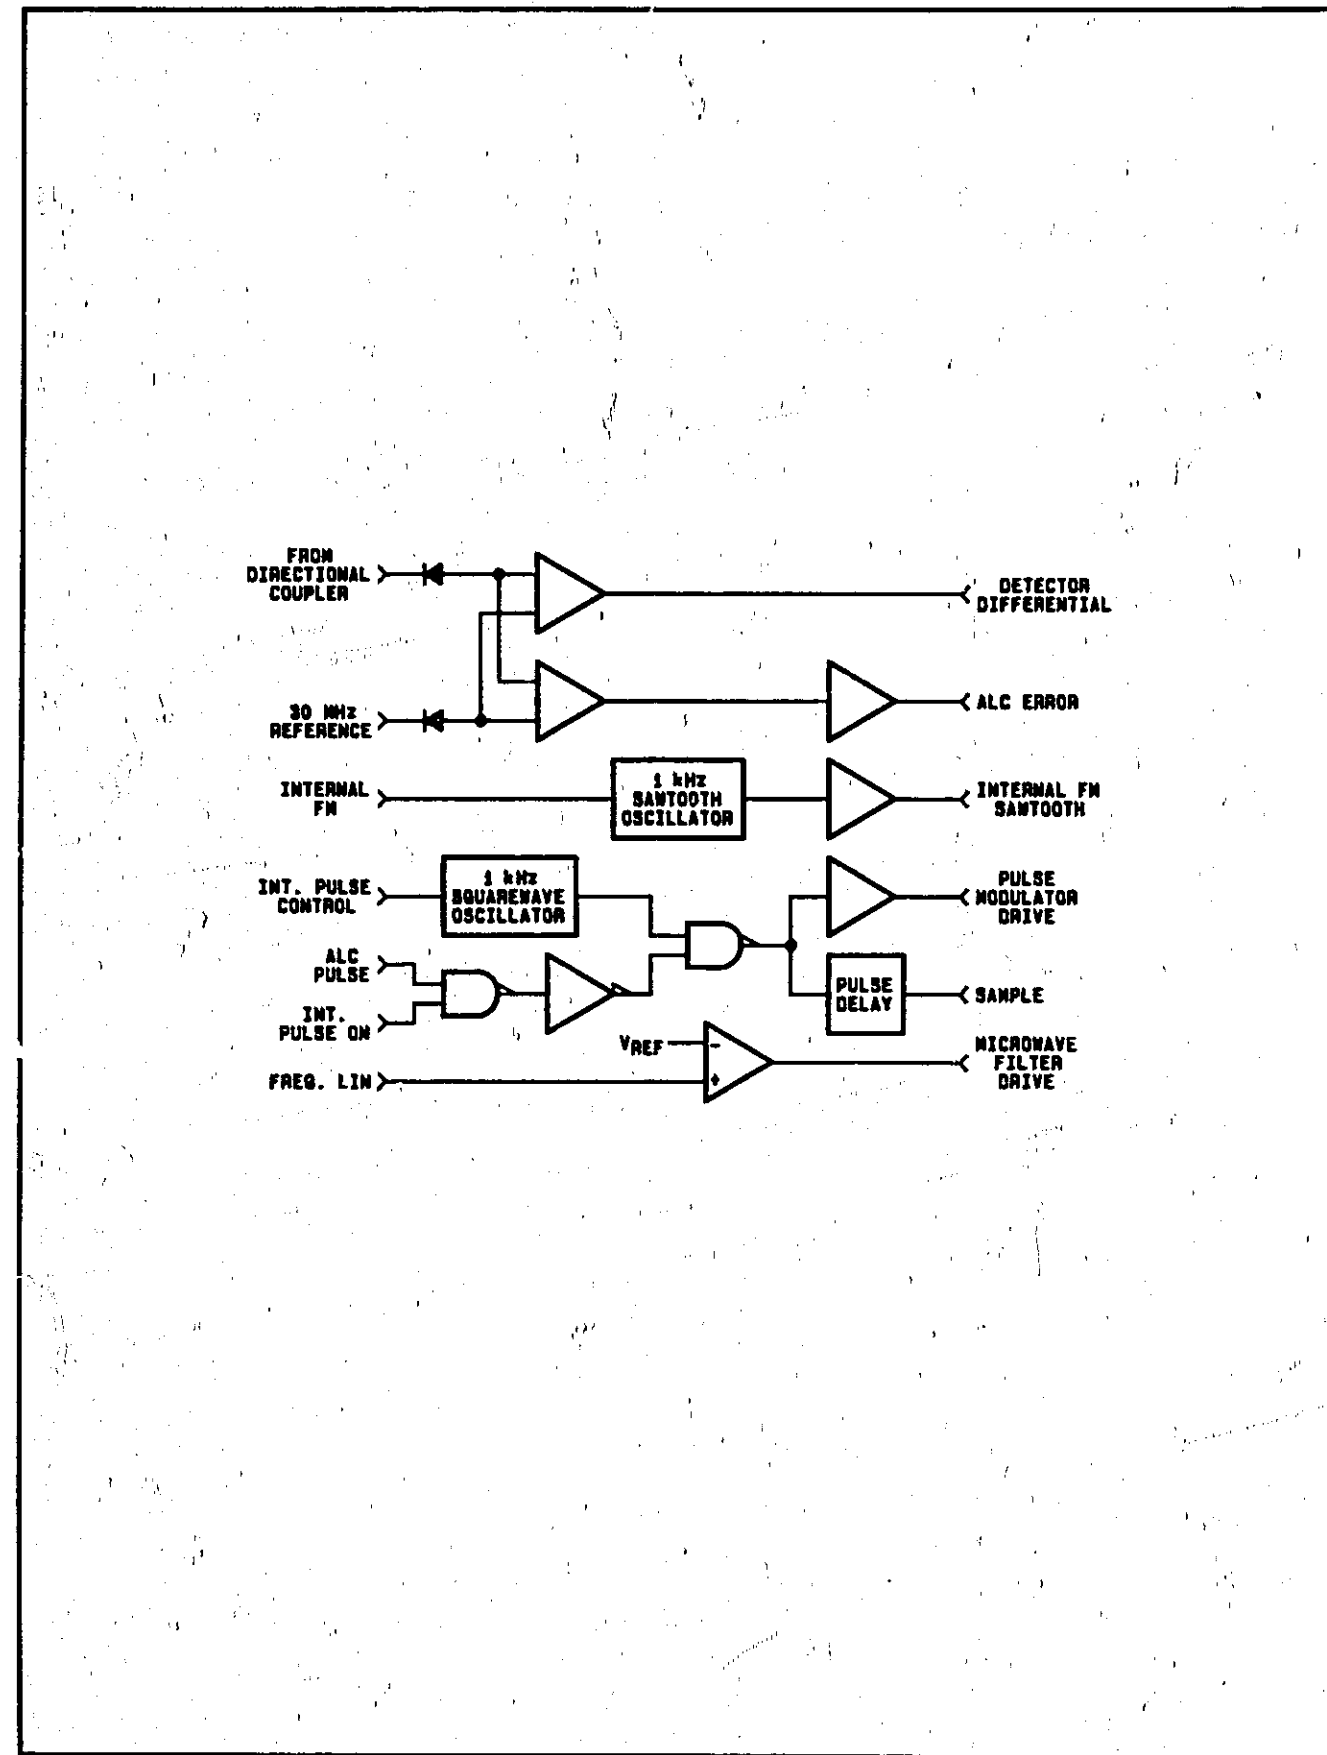 FROM
DIRECTIONAL
COUPLER
DETECTOR
DIFFERENTIAL
30 MHz
REFERENCE
ALC ERROR
INTERNAL
FM
1 kHz
SAWTOOTH
OSCILLATOR
INTERNAL FM
SAWTOOTH
INT. PULSE
CONTROL
1 kHz
SQUAREWAVE
OSCILLATOR
PULSE
MODULATOR
DRIVE
ALC
PULSE
INT.
PULSE ON
PULSE
DELAY
SAMPLE
VREF
-
+
FREQ. LIN
MICROWAVE
FILTER
DRIVE